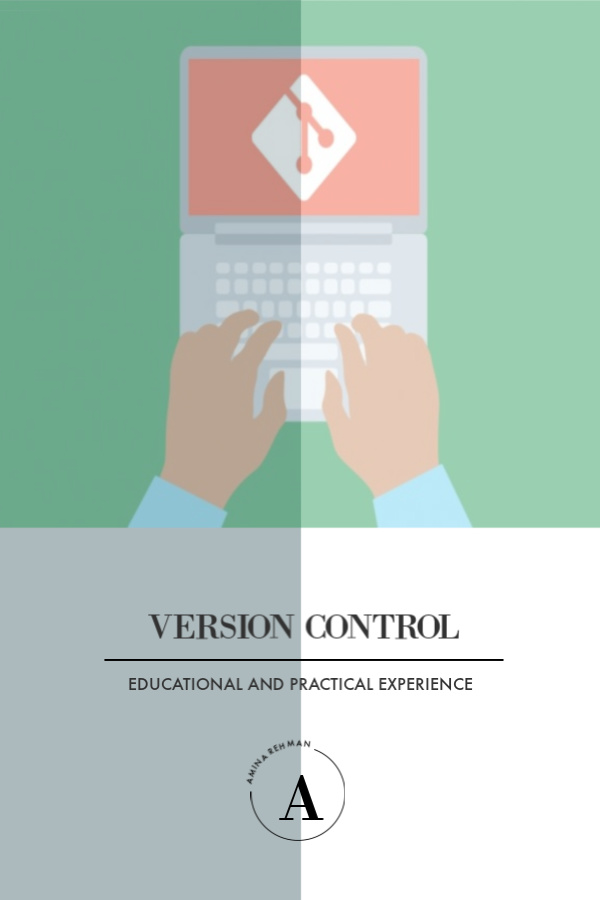 VERSION CONTROL
EDUCATIONAL AND PRACTICAL EXPERIENCE
AMINA REHMAN
A